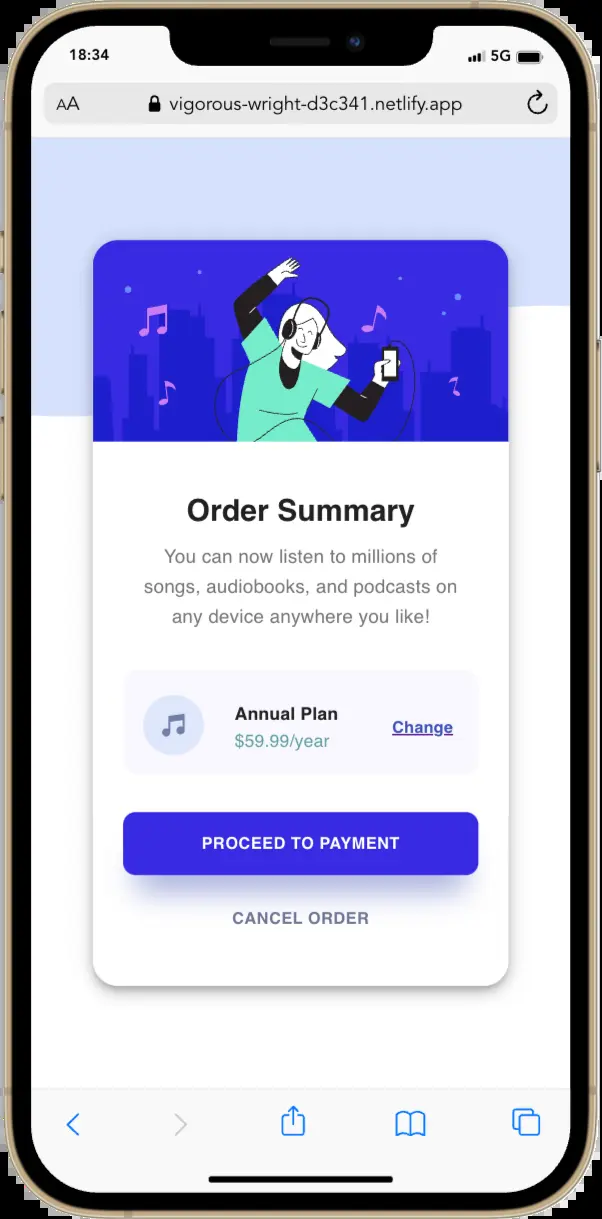 18:34
5G
AA
vigorous-wright-d3c341.netlify.app
Order Summary
You can now listen to millions of
songs, audiobooks, and podcasts on
any device anywhere you like!
Annual Plan
$59.99/year
Change
PROCEED TO PAYMENT
CANCEL ORDER